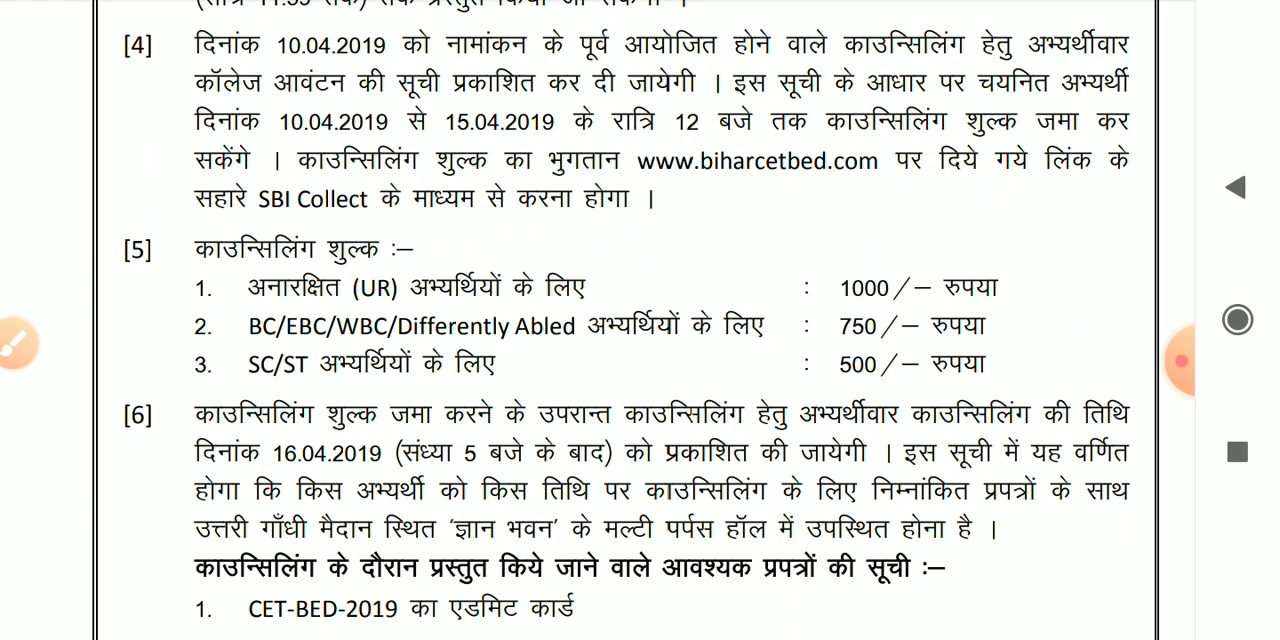 [4] दिनांक 10.04.2019 को नामांकन के पूर्व आयोजित होने वाले काउन्सिलिंग हेतु अभ्यर्थीवार
कॉलेज आवंटन की सूची प्रकाशित कर दी जायेगी । इस सूची के आधार पर चयनित अभ्यर्थी
दिनांक 10.04.2019 से 15.04.2019 के रात्रि 12 बजे तक काउन्सिलिंग शुल्क जमा कर
सकेंगे । काउन्सिलिंग शुल्क का भुगतान www.biharcetbed.com पर दिये गये लिंक के
सहारे SBI Collect के माध्यम से करना होगा ।
[5] काउन्सिलिंग शुल्क :–
1. अनारक्षित (UR) अभ्यर्थियों के लिए : 1000/– रुपया
2. BC/EBC/WBC/Differently Abled अभ्यर्थियों के लिए : 750/– रुपया
3. SC/ST अभ्यर्थियों के लिए : 500/– रुपया
[6] काउन्सिलिंग शुल्क जमा करने के उपरान्त काउन्सिलिंग हेतु अभ्यर्थीवार काउन्सिलिंग की तिथि
दिनांक 16.04.2019 (संध्या 5 बजे के बाद) को प्रकाशित की जायेगी । इस सूची में यह वर्णित
होगा कि किस अभ्यर्थी को किस तिथि पर काउन्सिलिंग के लिए निम्नांकित प्रपत्रों के साथ
उत्तरी गाँधी मैदान स्थित 'ज्ञान भवन' के मल्टी पर्पस हॉल में उपस्थित होना है ।
काउन्सिलिंग के दौरान प्रस्तुत किये जाने वाले आवश्यक प्रपत्रों की सूची :–
1. CET-BED-2019 का एडमिट कार्ड